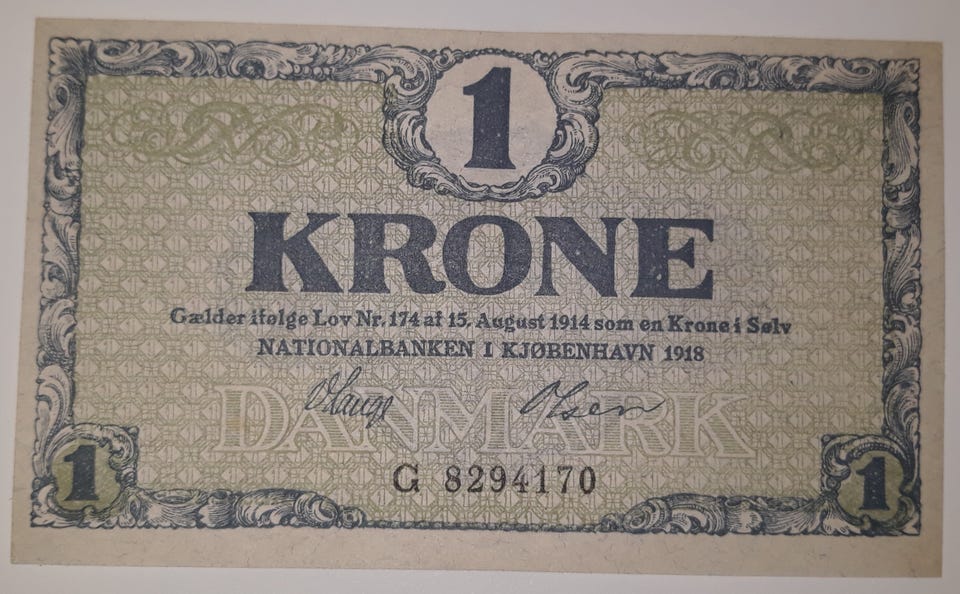 1
KRONE
Gælder ifølge Lov Nr. 174 af 15. August 1914 som en Krone i Sølv
NATIONALBANKEN I KJØBENHAVN 1918
DANMARK
Olsen
G 8294170
1 1